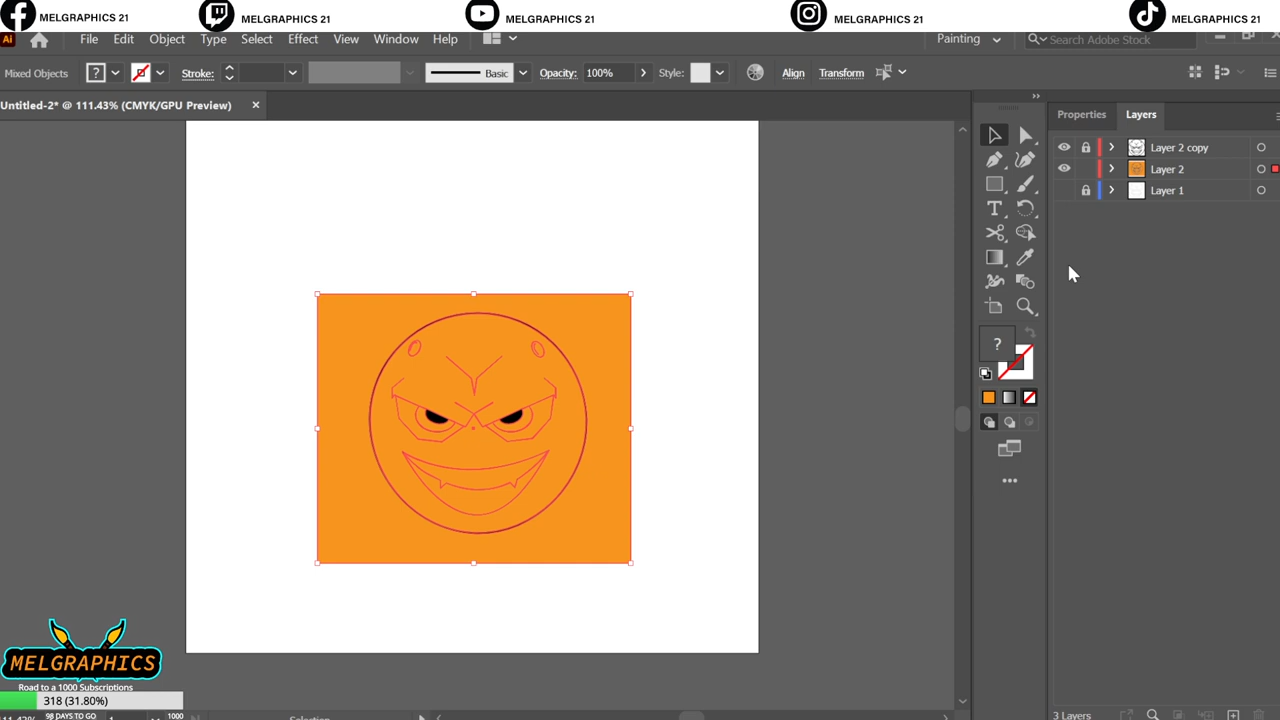 MELGRAPHICS 21 MELGRAPHICS 21 MELGRAPHICS 21 MELGRAPHICS 21 MELGRAPHICS 21
Ai File Edit Object Type Select Effect View Window Help Painting Search Adobe Stock
Mixed Objects ? Stroke: Basic Opacity: 100% Style: Align Transform
Untitled-2* @ 111.43% (CMYK/GPU Preview) ×
Properties Layers
Layer 2 copy
Layer 2
Layer 1
?
MELGRAPHICS
Road to a 1000 Subscriptions
318 (31.80%)
98 DAYS TO GO 1000
3 Layers